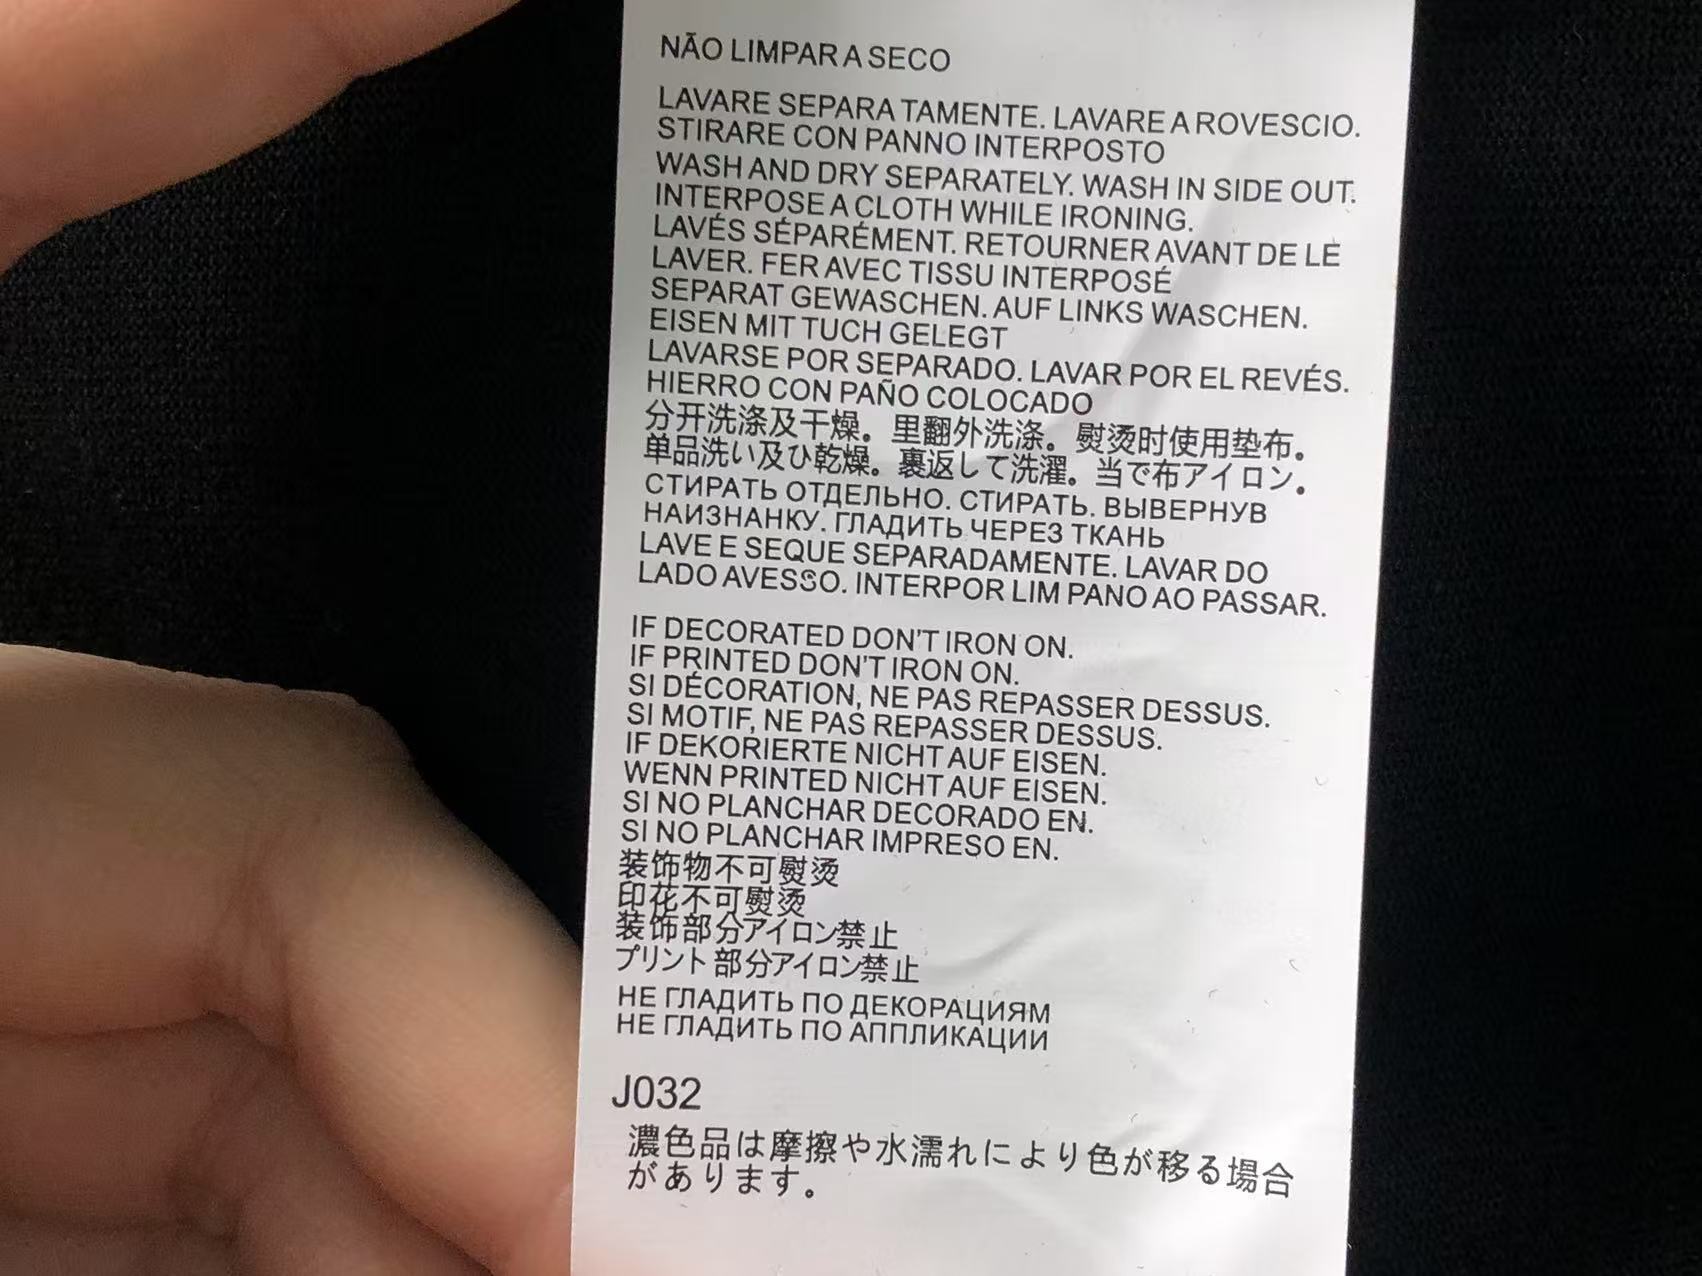 NÃO LIMPAR A SECO
LAVARE SEPARA TAMENTE. LAVARE A ROVESCIO.
STIRARE CON PANNO INTERPOSTO
WASH AND DRY SEPARATELY. WASH IN SIDE OUT.
INTERPOSE A CLOTH WHILE IRONING.
LAVÉS SÉPARÉMENT. RETOURNER AVANT DE LE
LAVER. FER AVEC TISSU INTERPOSÉ
SEPARAT GEWASCHEN. AUF LINKS WASCHEN.
EISEN MIT TUCH GELEGT
LAVARSE POR SEPARADO. LAVAR POR EL REVÉS.
HIERRO CON PAÑO COLOCADO
分开洗涤及干燥。里翻外洗涤。熨烫时使用垫布。
单品洗い及ひ乾燥。裹返して洗濯。当で布アイロン。
СТИРАТЬ ОТДЕЛЬНО. СТИРАТЬ. ВЫВЕРНУВ
НАИЗНАНКУ. ГЛАДИТЬ ЧЕРЕЗ ТКАНЬ
LAVE E SEQUE SEPARADAMENTE. LAVAR DO
LADO AVESSO. INTERPOR LIM PANO AO PASSAR.
IF DECORATED DON'T IRON ON.
IF PRINTED DON'T IRON ON.
SI DÉCORATION, NE PAS REPASSER DESSUS.
SI MOTIF, NE PAS REPASSER DESSUS.
IF DEKORIERTE NICHT AUF EISEN.
WENN PRINTED NICHT AUF EISEN.
SI NO PLANCHAR DECORADO EN.
SI NO PLANCHAR IMPRESO EN.
装饰物不可熨烫
印花不可熨烫
装饰部分アイロン禁止
プリント部分アイロン禁止
НЕ ГЛАДИТЬ ПО ДЕКОРАЦИЯМ
НЕ ГЛАДИТЬ ПО АППЛИКАЦИИ
J032
濃色品は摩擦や水濡れにより色が移る場合
があります。